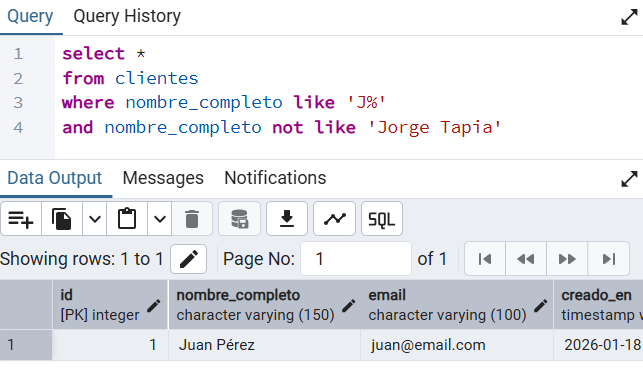 Query Query History
1 select *
2 from clientes
3 where nombre_completo like 'J%'
4 and nombre_completo not like 'Jorge Tapia'
Data Output Messages Notifications
SQL
Showing rows: 1 to 1 Page No: 1 of 1
id nombre_completo email creado_en
[PK] integer character varying (150) character varying (100) timestamp w
1 1 Juan Pérez juan@email.com 2026-01-18